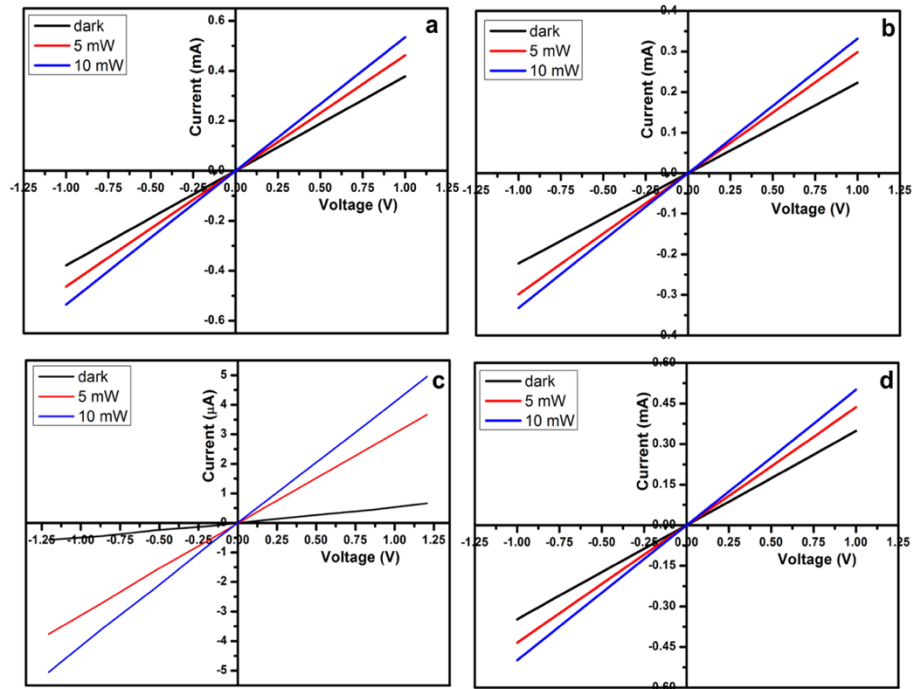 a
dark
5 mW
10 mW
Current (mA)
0.6
0.4
0.2
0.0
-0.2
-0.4
-0.6
-1.25 -1.00 -0.75 -0.50 -0.25 0.00 0.25 0.50 0.75 1.00 1.25
Voltage (V)
b
dark
5 mW
10 mW
Current (mA)
0.4
0.3
0.2
0.1
0.0
-0.1
-0.2
-0.3
0.4
-1.25 -1.00 -0.75 -0.50 -0.25 0.00 0.25 0.50 0.75 1.00 1.25
Voltage (V)
c
dark
5 mW
10 mW
Current (μA)
5
4
3
2
1
0
-1
-2
-3
-4
-5
-1.25 -1.00 -0.75 -0.50 -0.25 0.00 0.25 0.50 0.75 1.00 1.25
Voltage (V)
d
dark
5 mW
10 mW
Current (mA)
0.60
0.45
0.30
0.15
0.00
-0.15
-0.30
-0.45
0.60
-1.25 -1.00 -0.75 -0.50 -0.25 0.00 0.25 0.50 0.75 1.00 1.25
Voltage (V)